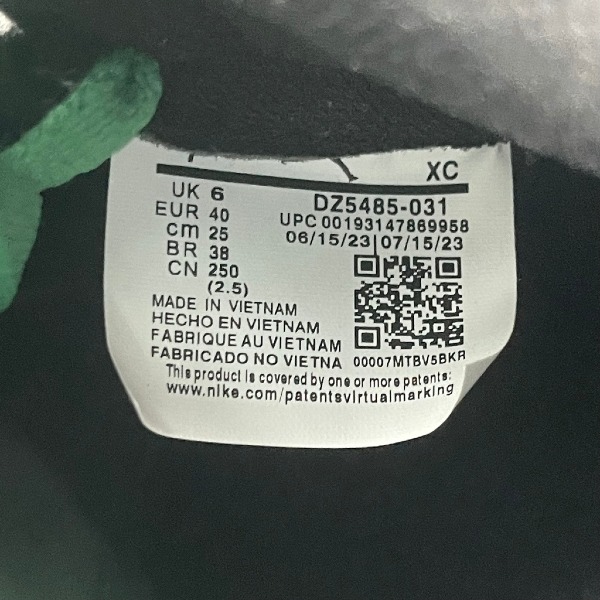 XC
UK 6
EUR 40
cm 25
BR 38
CN 250
(2.5)
DZ5485-031
UPC 00193147869958
06/15/23|07/15/23
MADE IN VIETNAM
HECHO EN VIETNAM
FABRIQUE AU VIETNAM
FABRICADO NO VIETNA
00007MTBV5BKR
This product is covered by one or more patents:
www.nike.com/patentsvirtualmarking